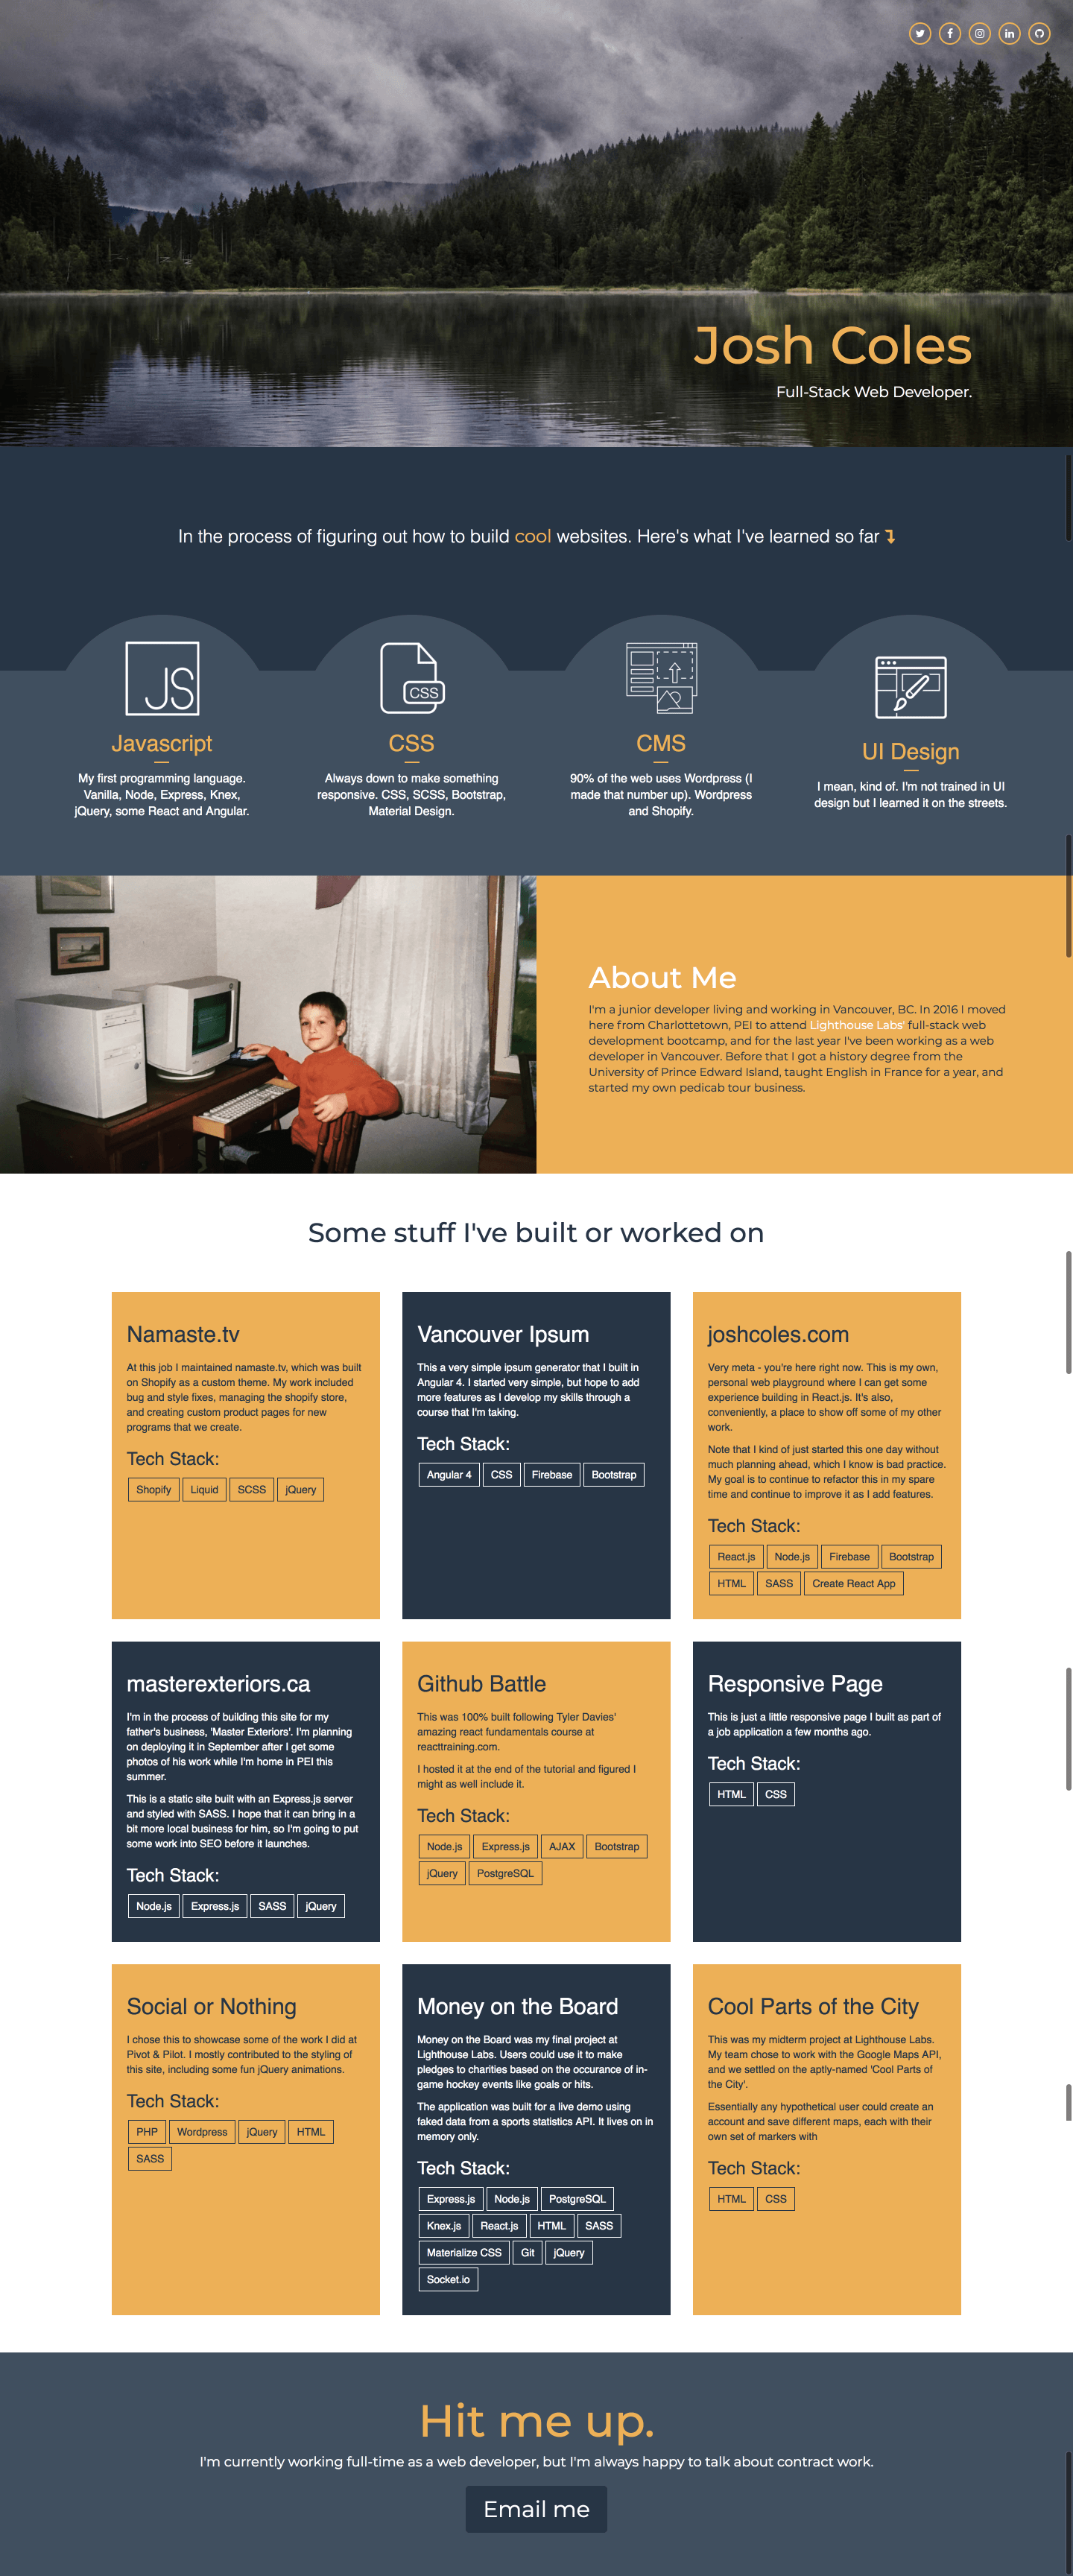 Josh Coles
Full-Stack Web Developer.
In the process of figuring out how to build cool websites. Here's what I've learned so far
JS
Javascript
My first programming language.
Vanilla, Node, Express, Knex,
jQuery, some React and Angular.
CSS
CSS
Always down to make something
responsive. CSS, SCSS, Bootstrap,
Material Design.
CMS
90% of the web uses Wordpress (I
made that number up). Wordpress
and Shopify.
UI Design
I mean, kind of. I'm not trained in UI
design but I learned it on the streets.
About Me
I'm a junior developer living and working in Vancouver, BC. In 2016 I moved
here from Charlottetown, PEI to attend Lighthouse Labs' full-stack web
development bootcamp, and for the last year I've been working as a web
developer in Vancouver. Before that I got a history degree from the
University of Prince Edward Island, taught English in France for a year, and
started my own pedicab tour business.
Some stuff I've built or worked on
Namaste.tv
At this job I maintained namaste.tv, which was built
on Shopify as a custom theme. My work included
bug and style fixes, managing the shopify store,
and creating custom product pages for new
programs that we create.
Tech Stack:
Shopify Liquid SCSS jQuery
Vancouver Ipsum
This a very simple ipsum generator that I built in
Angular 4. I started very simple, but hope to add
more features as I develop my skills through a
course that I'm taking.
Tech Stack:
Angular 4 CSS Firebase Bootstrap
joshcoles.com
Very meta - you're here right now. This is my own,
personal web playground where I can get some
experience building in React.js. It's also,
conveniently, a place to show off some of my other
work.
Note that I kind of just started this one day without
much planning ahead, which I know is bad practice.
My goal is to continue to refactor this in my spare
time and continue to improve it as I add features.
Tech Stack:
React.js Node.js Firebase Bootstrap
HTML SASS Create React App
masterexteriors.ca
I'm in the process of building this site for my
father's business, 'Master Exteriors'. I'm planning
on deploying it in September after I get some
photos of his work while I'm home in PEI this
summer.
This is a static site built with an Express.js server
and styled with SASS. I hope that it can bring in a
bit more local business for him, so I'm going to put
some work into SEO before it launches.
Tech Stack:
Node.js Express.js SASS jQuery
Github Battle
This was 100% built following Tyler Davies'
amazing react fundamentals course at
reacttraining.com.
I hosted it at the end of the tutorial and figured I
might as well include it.
Tech Stack:
Node.js Express.js AJAX Bootstrap
jQuery PostgreSQL
Responsive Page
This is just a little responsive page I built as part of
a job application a few months ago.
Tech Stack:
HTML CSS
Social or Nothing
I chose this to showcase some of the work I did at
Pivot & Pilot. I mostly contributed to the styling of
this site, including some fun jQuery animations.
Tech Stack:
PHP Wordpress jQuery HTML
SASS
Money on the Board
Money on the Board was my final project at
Lighthouse Labs. Users could use it to make
pledges to charities based on the occurance of in-
game hockey events like goals or hits.
The application was built for a live demo using
faked data from a sports statistics API. It lives on in
memory only.
Tech Stack:
Express.js Node.js PostgreSQL
Knex.js React.js HTML SASS
Materialize CSS Git jQuery
Socket.io
Cool Parts of the City
This was my midterm project at Lighthouse Labs.
My team chose to work with the Google Maps API,
and we settled on the aptly-named 'Cool Parts of
the City'.
Essentially any hypothetical user could create an
account and save different maps, each with their
own set of markers with
Tech Stack:
HTML CSS
Hit me up.
I'm currently working full-time as a web developer, but I'm always happy to talk about contract work.
Email me